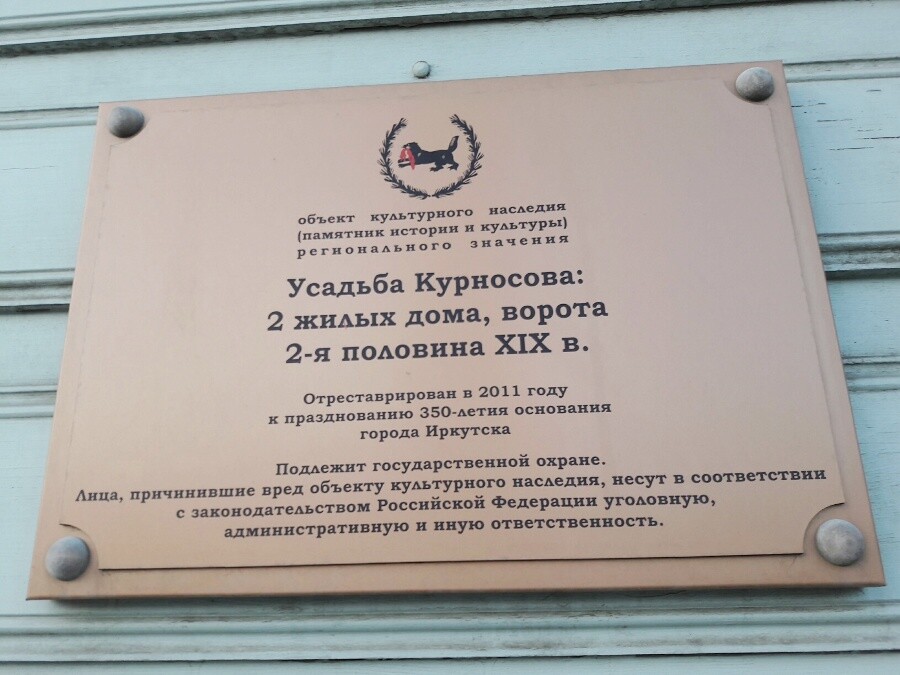 объект культурного наследия
(памятник истории и культуры)
регионального значения
Усадьба Курносова:
2 жилых дома, ворота
2-я половина XIX в.
Отреставрирован в 2011 году
к празднованию 350-летия основания
города Иркутска
Подлежит государственной охране.
Лица, причинившие вред объекту культурного наследия, несут в соответствии
с законодательством Российской Федерации уголовную,
административную и иную ответственность.